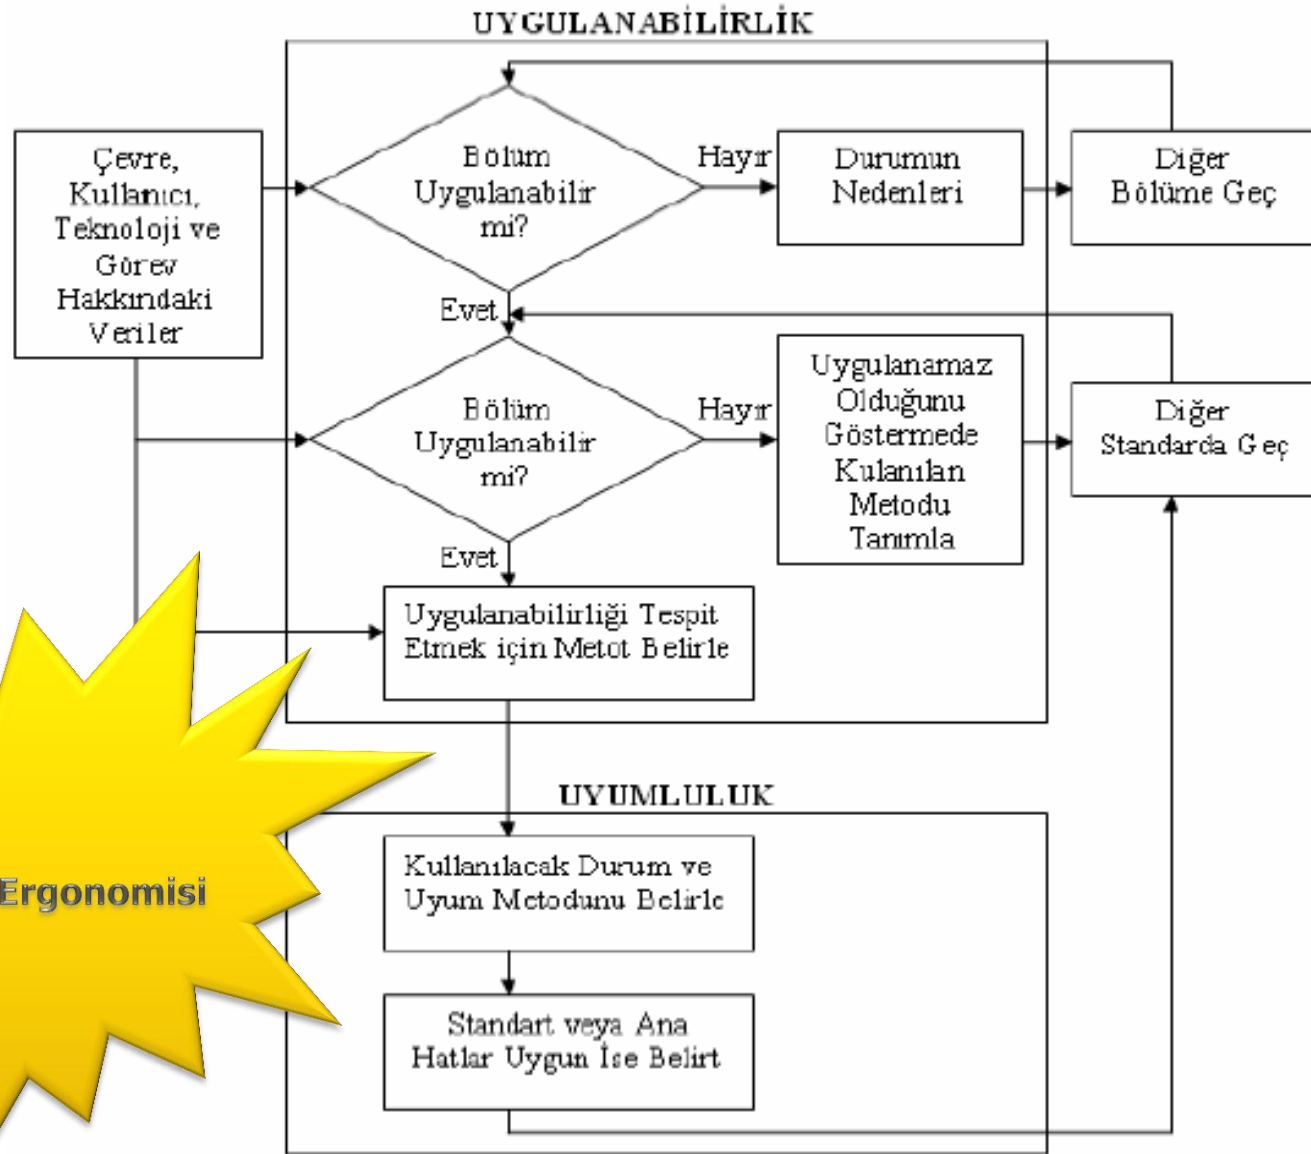 UYGULANABİLİRLİK
Çevre,
Kullanıcı,
Teknoloji ve
Görev
Hakkındaki
Veriler
Bölüm
Uygulanabilir
mi?
Hayır
Durumun
Nedenleri
Diğer
Bölüme Geç
Evet
Bölüm
Uygulanabilir
mi?
Hayır
Uygulanamaz
Olduğunu
Göstermede
Kulanılan
Metodu
Tanımla
Diğer
Standarda Geç
Evet
Uygulanabilirliği Tespit
Etmek için Metot Belirle
UYUMLULUK
Kullanılacak Durum ve
Uyum Metodunu Belirle
Ergonomisi
Standart veya Ana
Hatlar Uygun İse Belirt